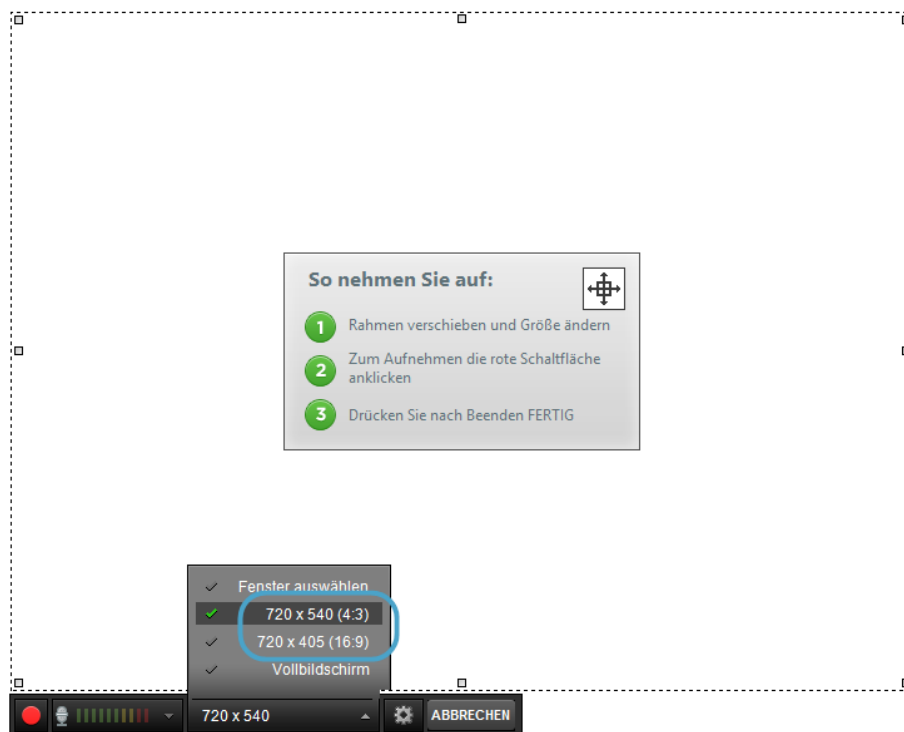 So nehmen Sie auf:
1 Rahmen verschieben und Größe ändern
2 Zum Aufnehmen die rote Schaltfläche
anklicken
3 Drücken Sie nach Beenden FERTIG
Fenster auswählen
720 x 540 (4:3)
720 x 405 (16:9)
Vollbildschirm
720 x 540
ABBRECHEN